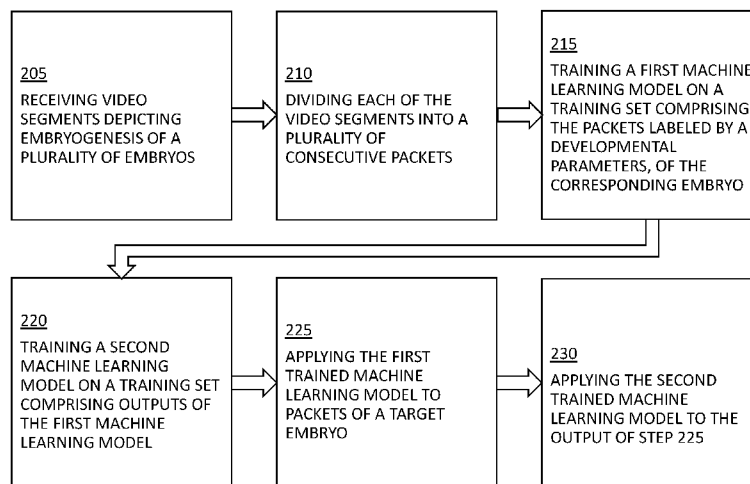 205
RECEIVING VIDEO
SEGMENTS DEPICTING
EMBRYOGENESIS OF A
PLURALITY OF EMBRYOS
210
DIVIDING EACH OF THE
VIDEO SEGMENTS INTO A
PLURALITY OF
CONSECUTIVE PACKETS
215
TRAINING A FIRST MACHINE
LEARNING MODEL ON A
TRAINING SET COMPRISING
THE PACKETS LABELED BY A
DEVELOPMENTAL
PARAMETERS, OF THE
CORRESPONDING EMBRYO
220
TRAINING A SECOND
MACHINE LEARNING
MODEL ON A TRAINING SET
COMPRISING OUTPUTS OF
THE FIRST MACHINE
LEARNING MODEL
225
APPLYING THE FIRST
TRAINED MACHINE
LEARNING MODEL TO
PACKETS OF A TARGET
EMBRYO
230
APPLYING THE SECOND
TRAINED MACHINE
LEARNING MODEL TO THE
OUTPUT OF STEP 225